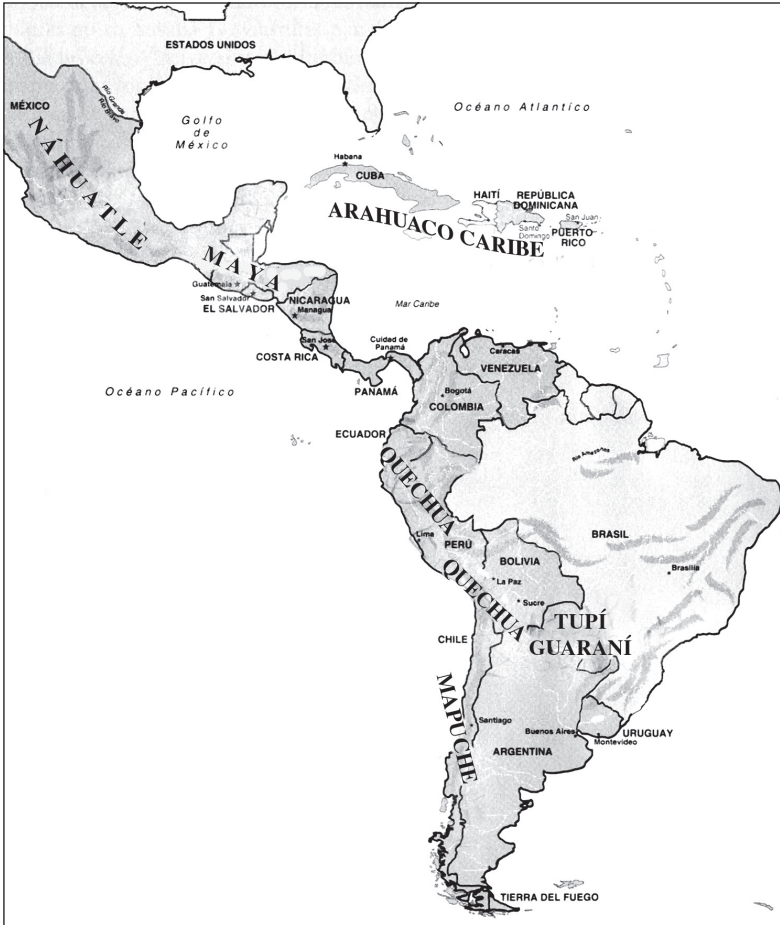 ESTADOS UNIDOS
MÉXICO
Río Grande
Río Bravo
Golfo
de
México
Océano Atlantíco
NÁHUATLE
Habana
CUBA
HAITÍ
REPÚBLICA
DOMINICANA
San Juan
Santo
Domingo
PUERTO
RICO
ARAHUACO CARIBE
MAYA
Guatemala
San Salvador
EL SALVADOR
NICARAGUA
Managua
Mar Caribe
San José
COSTA RICA
Cuidad de
Panamá
PANAMÁ
Caracas
VENEZUELA
Océano Pacífico
Bogotá
COLOMBIA
ECUADOR
Río Amazonas
QUECHUA
Lima
PERÚ
BRASIL
BOLIVIA
La Paz
Brasilia
QUECHUA
Sucre
TUPÍ
GUARANÍ
CHILE
MAPUCHE
Santiago
Buenos Aires
URUGUAY
Montevideo
ARGENTINA
TIERRA DEL FUEGO